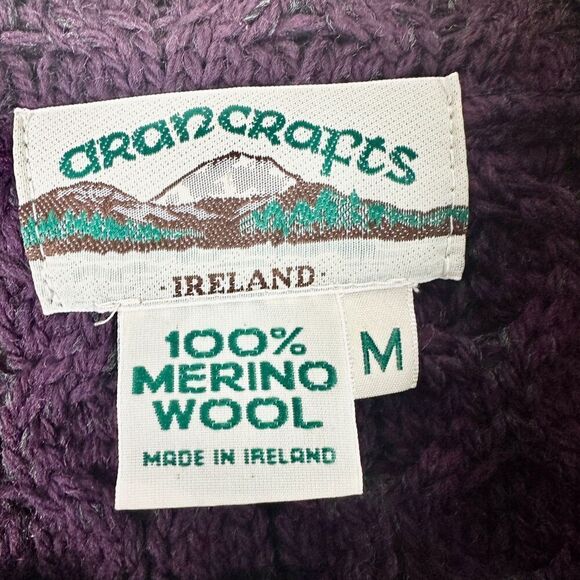 arancrafts
· IRELAND ·
100%
MERINO
WOOL
MADE IN IRELAND
M